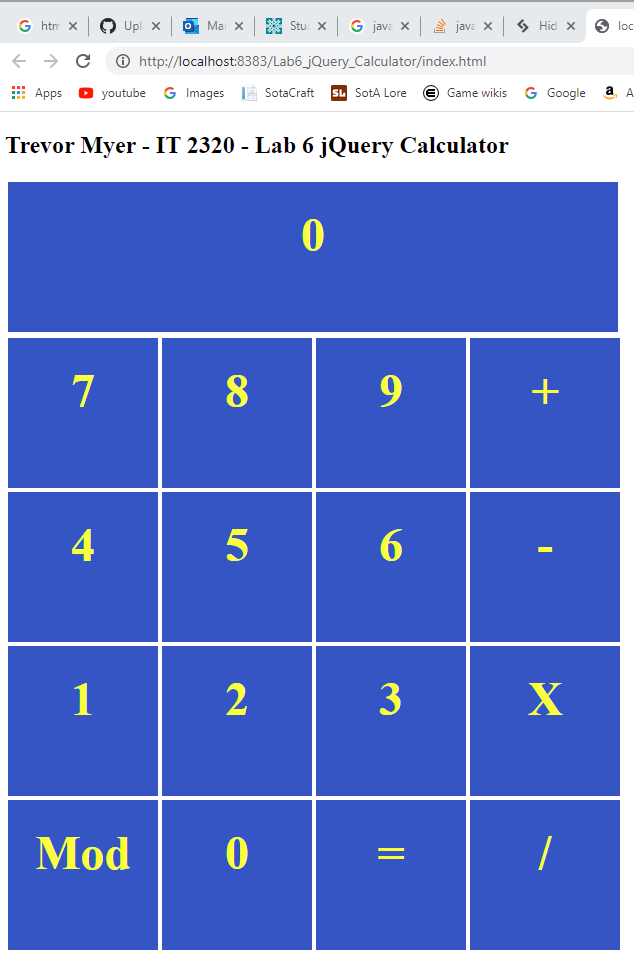 htm Upl Mai Stu java java Hid loc
http://localhost:8383/Lab6_jQuery_Calculator/index.html
Apps youtube Images SotaCraft SL SotA Lore Game wikis Google A
Trevor Myer - IT 2320 - Lab 6 jQuery Calculator
0
7 8 9 +
4 5 6 -
1 2 3 X
Mod 0 = /